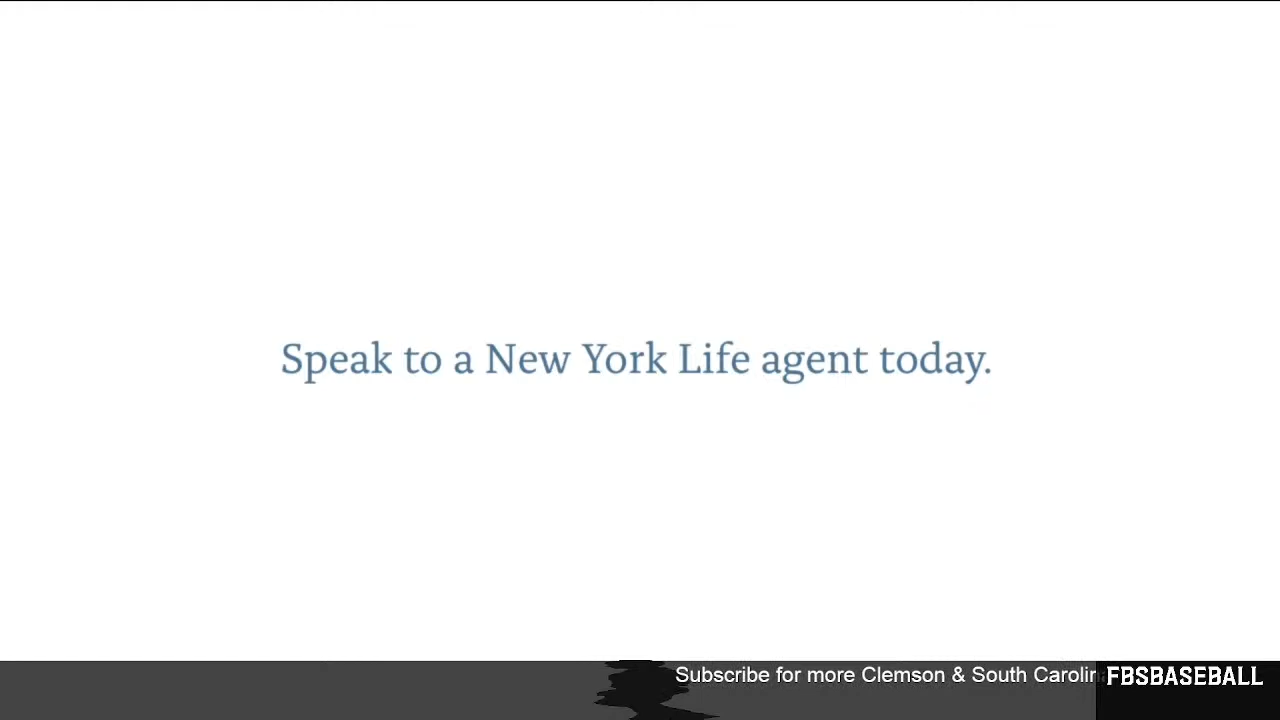 Speak to a New York Life agent today.
Subscribe for more Clemson & South Carolin
FBSBASEBALL